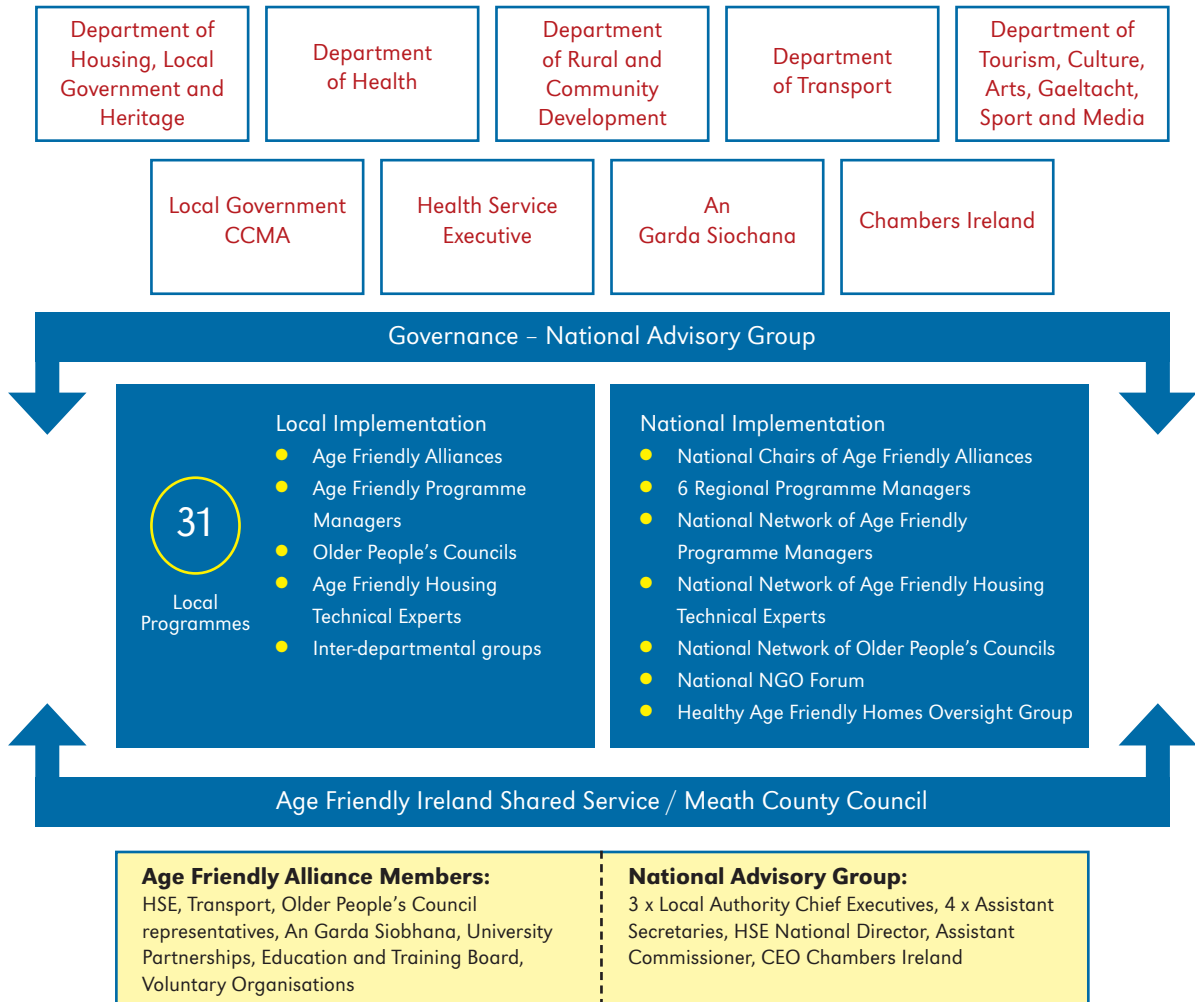 Department of
Housing, Local
Government and
Heritage
Department
of Health
Department
of Rural and
Community
Development
Department
of Transport
Department of
Tourism, Culture,
Arts, Gaeltacht,
Sport and Media
Local Government
CCMA
Health Service
Executive
An
Garda Siochana
Chambers Ireland
Governance – National Advisory Group
31
Local
Programmes
Local Implementation
● Age Friendly Alliances
● Age Friendly Programme
Managers
● Older People's Councils
● Age Friendly Housing
Technical Experts
● Inter-departmental groups
National Implementation
● National Chairs of Age Friendly Alliances
● 6 Regional Programme Managers
● National Network of Age Friendly
Programme Managers
● National Network of Age Friendly Housing
Technical Experts
● National Network of Older People's Councils
● National NGO Forum
● Healthy Age Friendly Homes Oversight Group
Age Friendly Ireland Shared Service / Meath County Council
Age Friendly Alliance Members:
HSE, Transport, Older People's Council
representatives, An Garda Siobhana, University
Partnerships, Education and Training Board,
Voluntary Organisations
National Advisory Group:
3 x Local Authority Chief Executives, 4 x Assistant
Secretaries, HSE National Director, Assistant
Commissioner, CEO Chambers Ireland